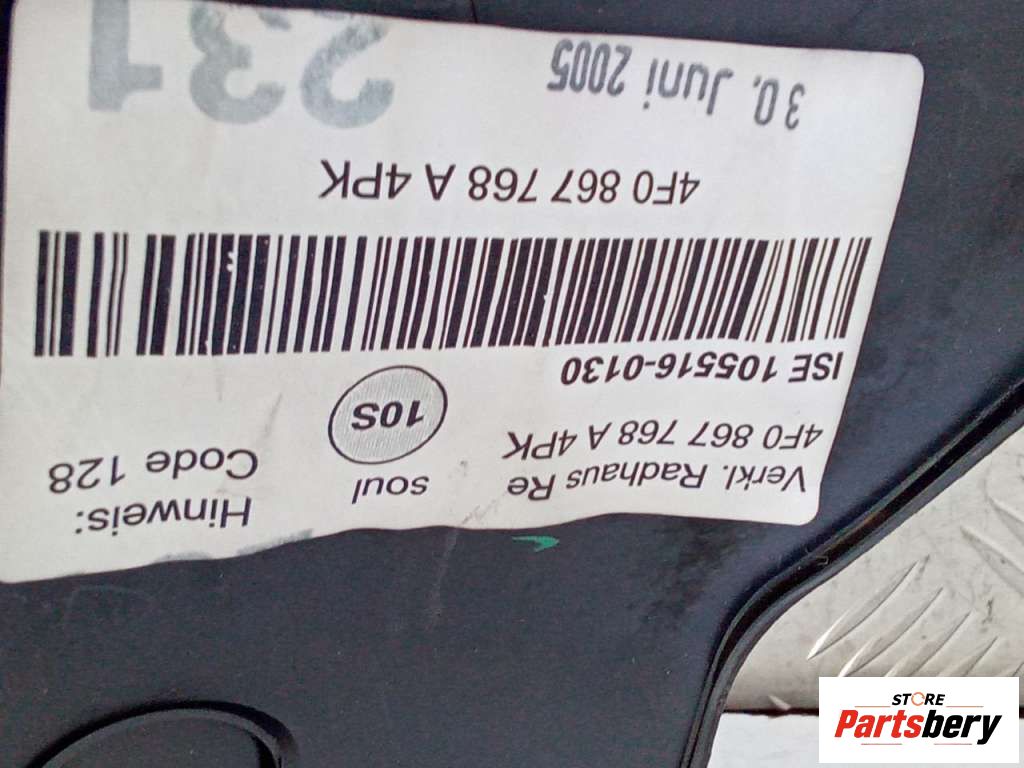 Verkl. Radhaus Re
soul
Hinweis:
4F0 867 768 A 4PK
10S
Code 128
ISE 105516-0130
4F0 867 768 A 4PK
30. Juni 2005
231
STORE
Partsbery